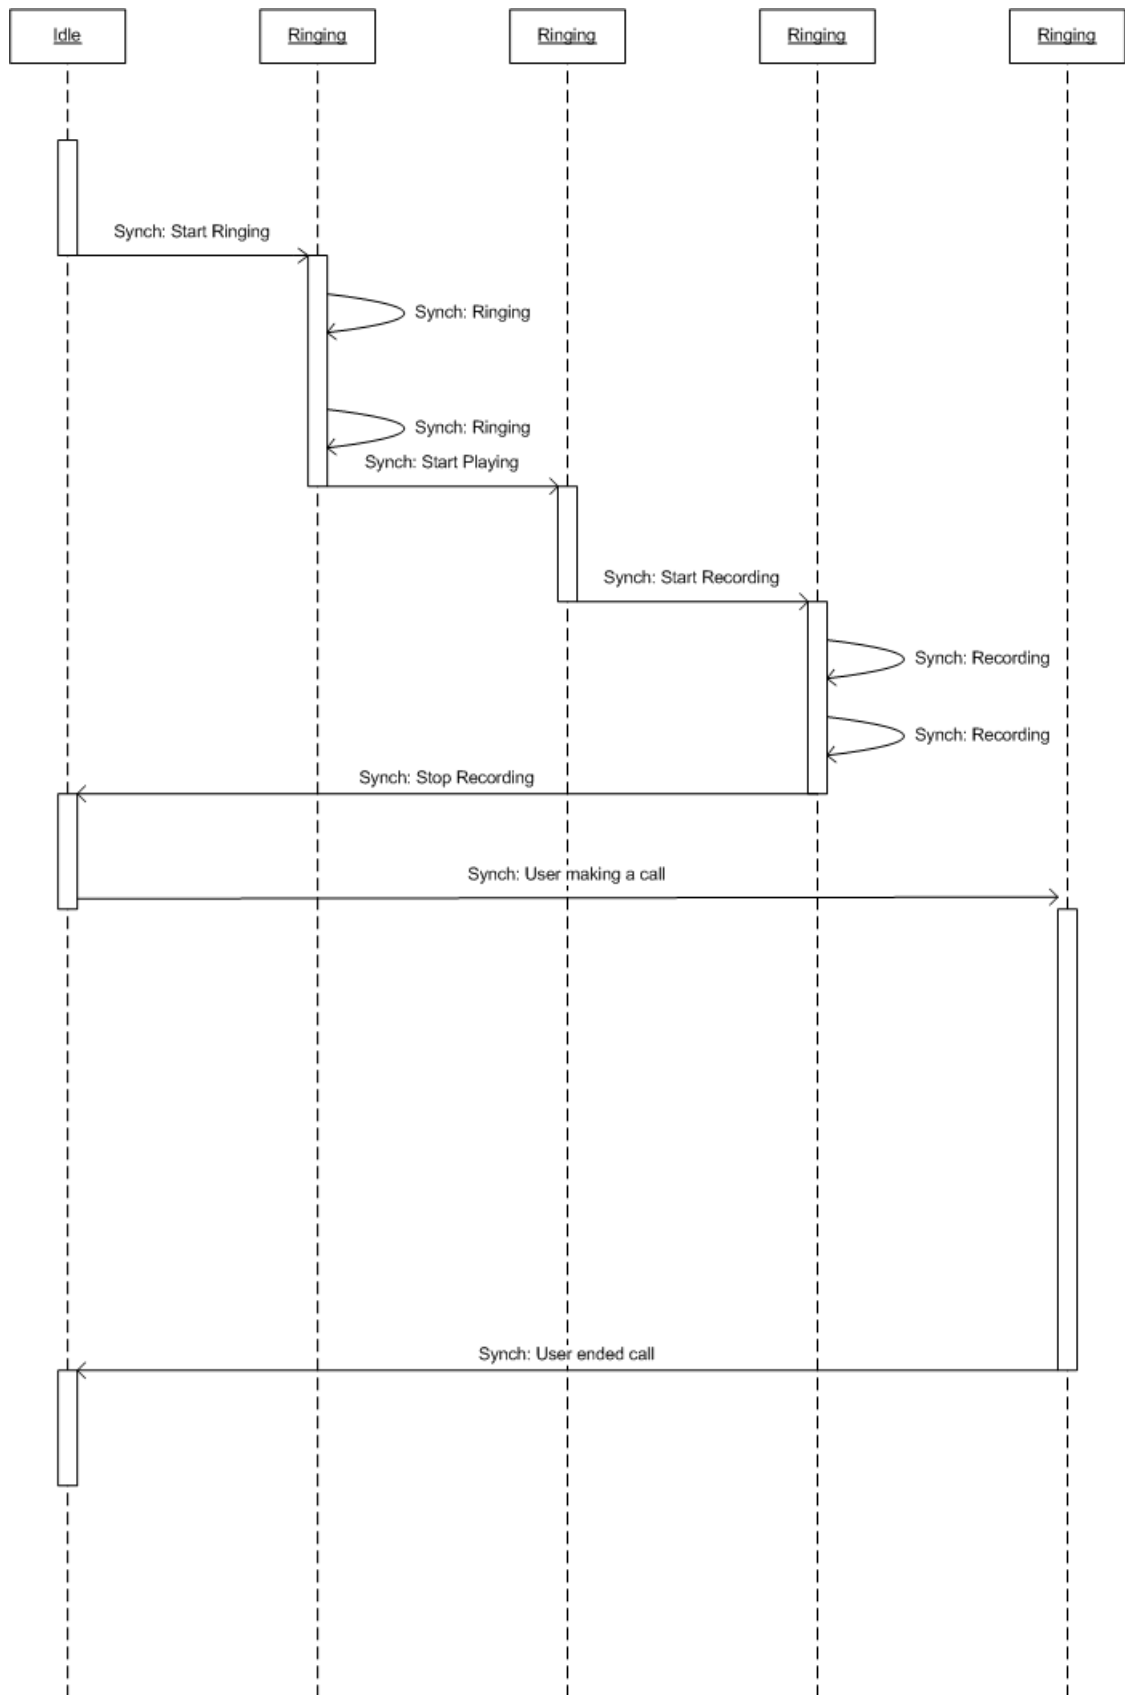 Idle
Ringing
Ringing
Ringing
Ringing
Synch: Start Ringing
Synch: Ringing
Synch: Ringing
Synch: Start Playing
Synch: Start Recording
Synch: Recording
Synch: Recording
Synch: Stop Recording
Synch: User making a call
Synch: User ended call